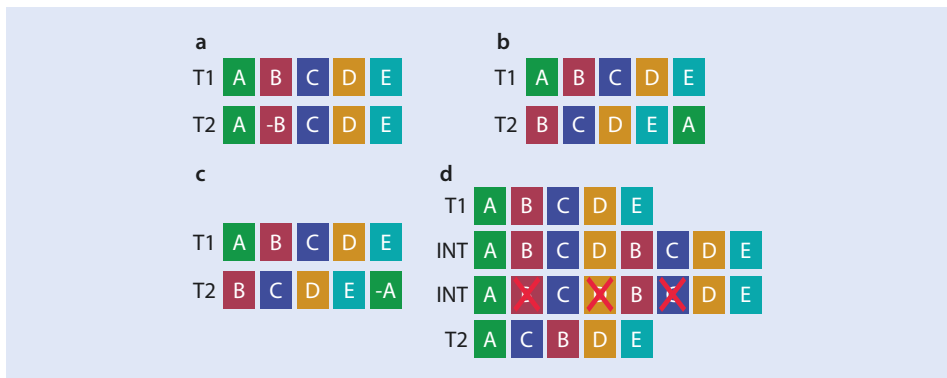 a
T1 A B C D E
T2 A -B C D E
b
T1 A B C D E
T2 B C D E A
c
T1 A B C D E
T2 B C D E -A
d
T1 A B C D E
INT A B C D B C D E
INT A C B D E
T2 A C B D E